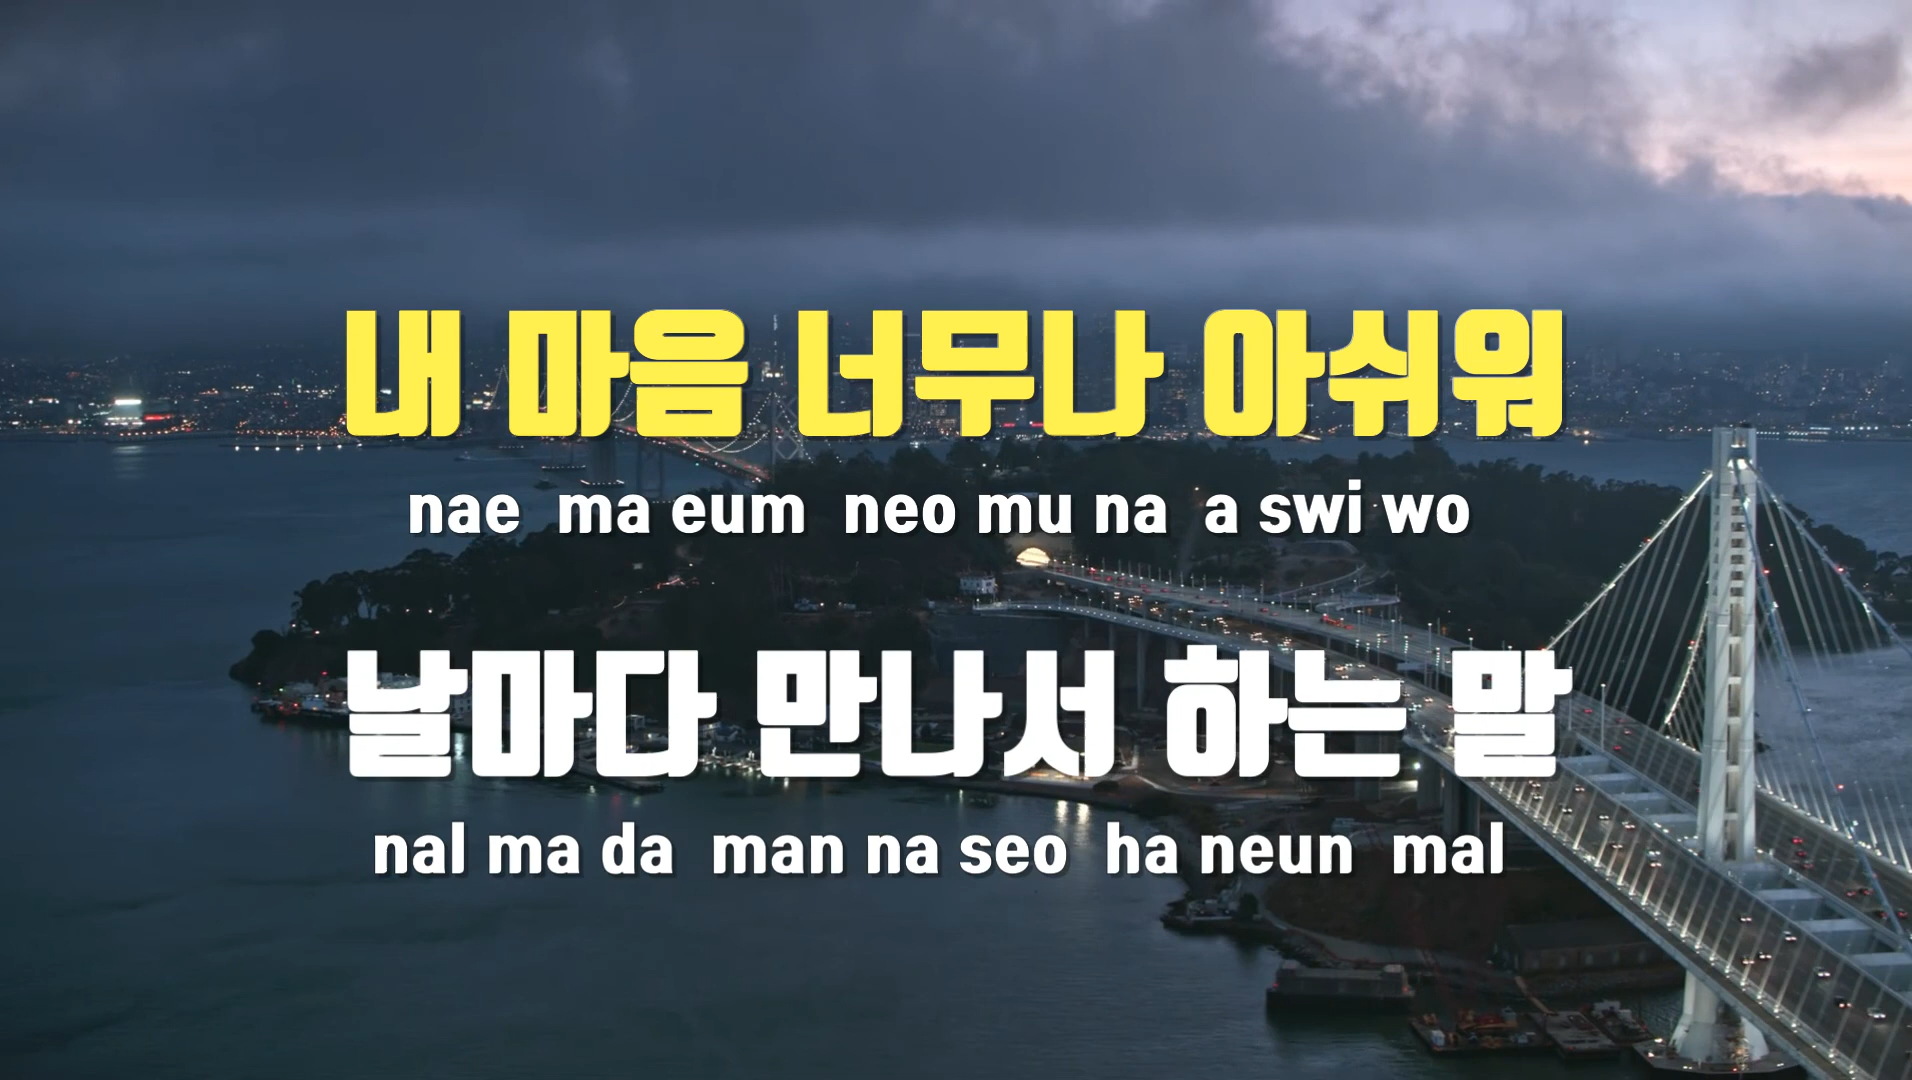 내 마음 너무나 아쉬워
nae ma eum neo mu na a swi wo
날마다 만나서 하는 말
nal ma da man na seo ha neun mal